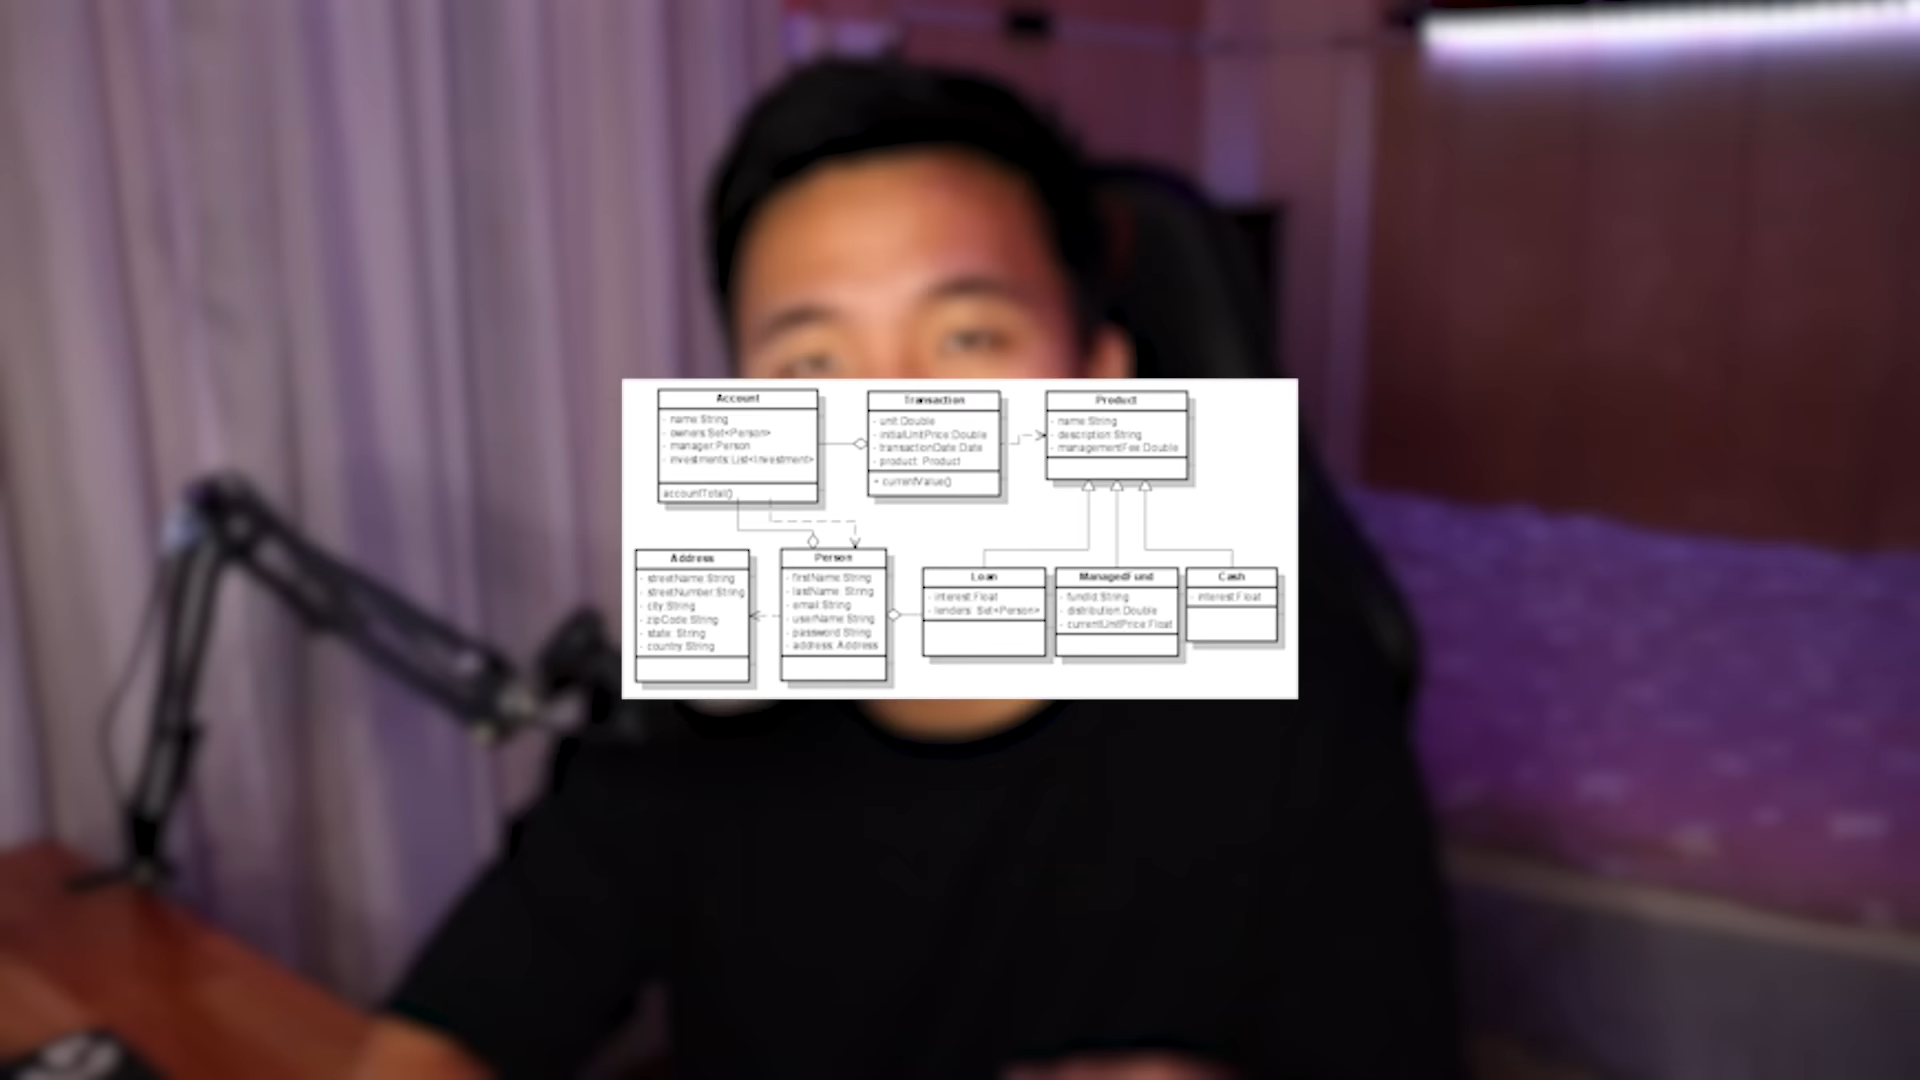 Account
- name:String
- owners:Set<Person>
- manager:Person
- investments:List<Investment>
accountTotal()
Transaction
- unit:Double
- initialUnitPrice:Double
- transactionDate:Date
- product: Product
+ currentValue()
Product
- name:String
- description:String
- managementFee:Double
Address
- streetName:String
- streetNumber:String
- city:String
- zipCode:String
- state: String
- country:String
Person
- firstName:String
- lastName: String
- email:String
- userName:String
- password:String
- address: Address
Loan
- interest:Float
- lenders: Set<Person>
ManagedFund
- fundId:String
- distribution:Double
- currentUnitPrice:Float
Cash
- interest:Float